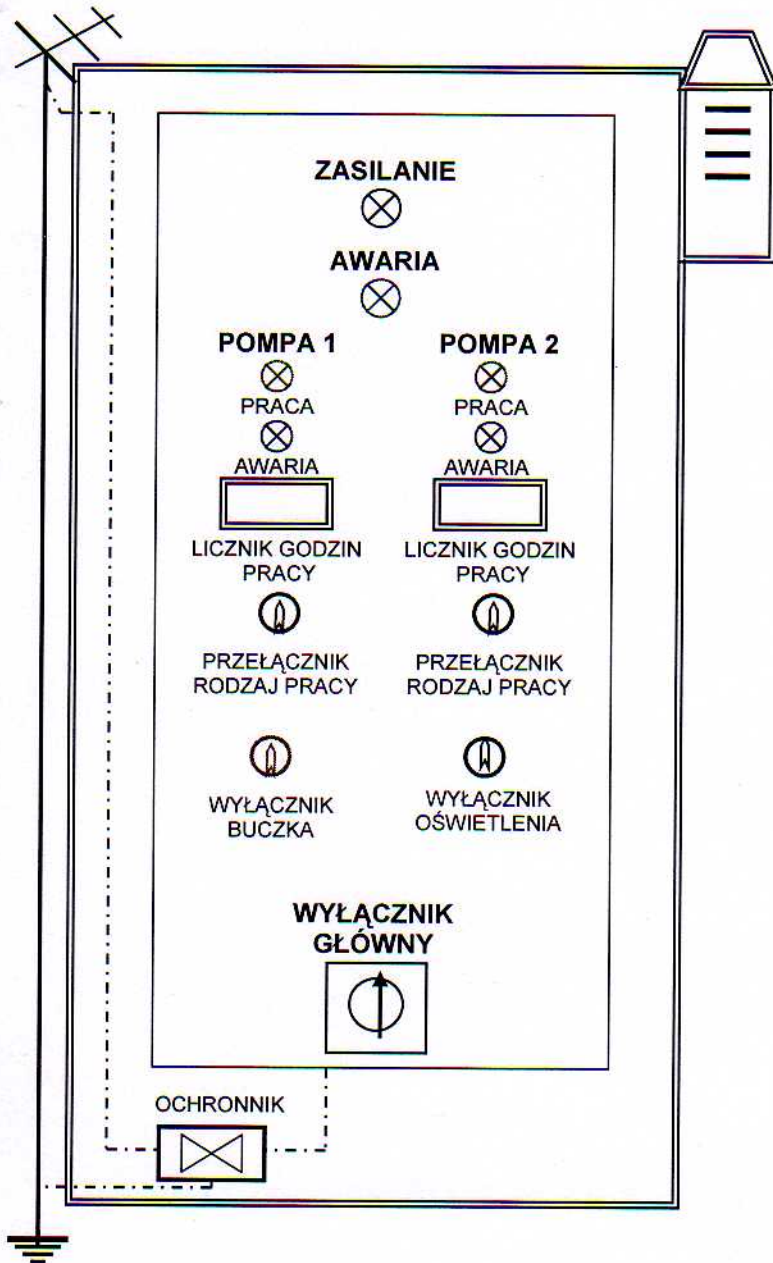 ZASILANIE
AWARIA
POMPA 1
PRACA
AWARIA
LICZNIK GODZIN
PRACY
PRZEŁĄCZNIK
RODZAJ PRACY
WYŁĄCZNIK
BUCZKA
POMPA 2
PRACA
AWARIA
LICZNIK GODZIN
PRACY
PRZEŁĄCZNIK
RODZAJ PRACY
WYŁĄCZNIK
OŚWIETLENIA
WYŁĄCZNIK
GŁÓWNY
OCHRONNIK